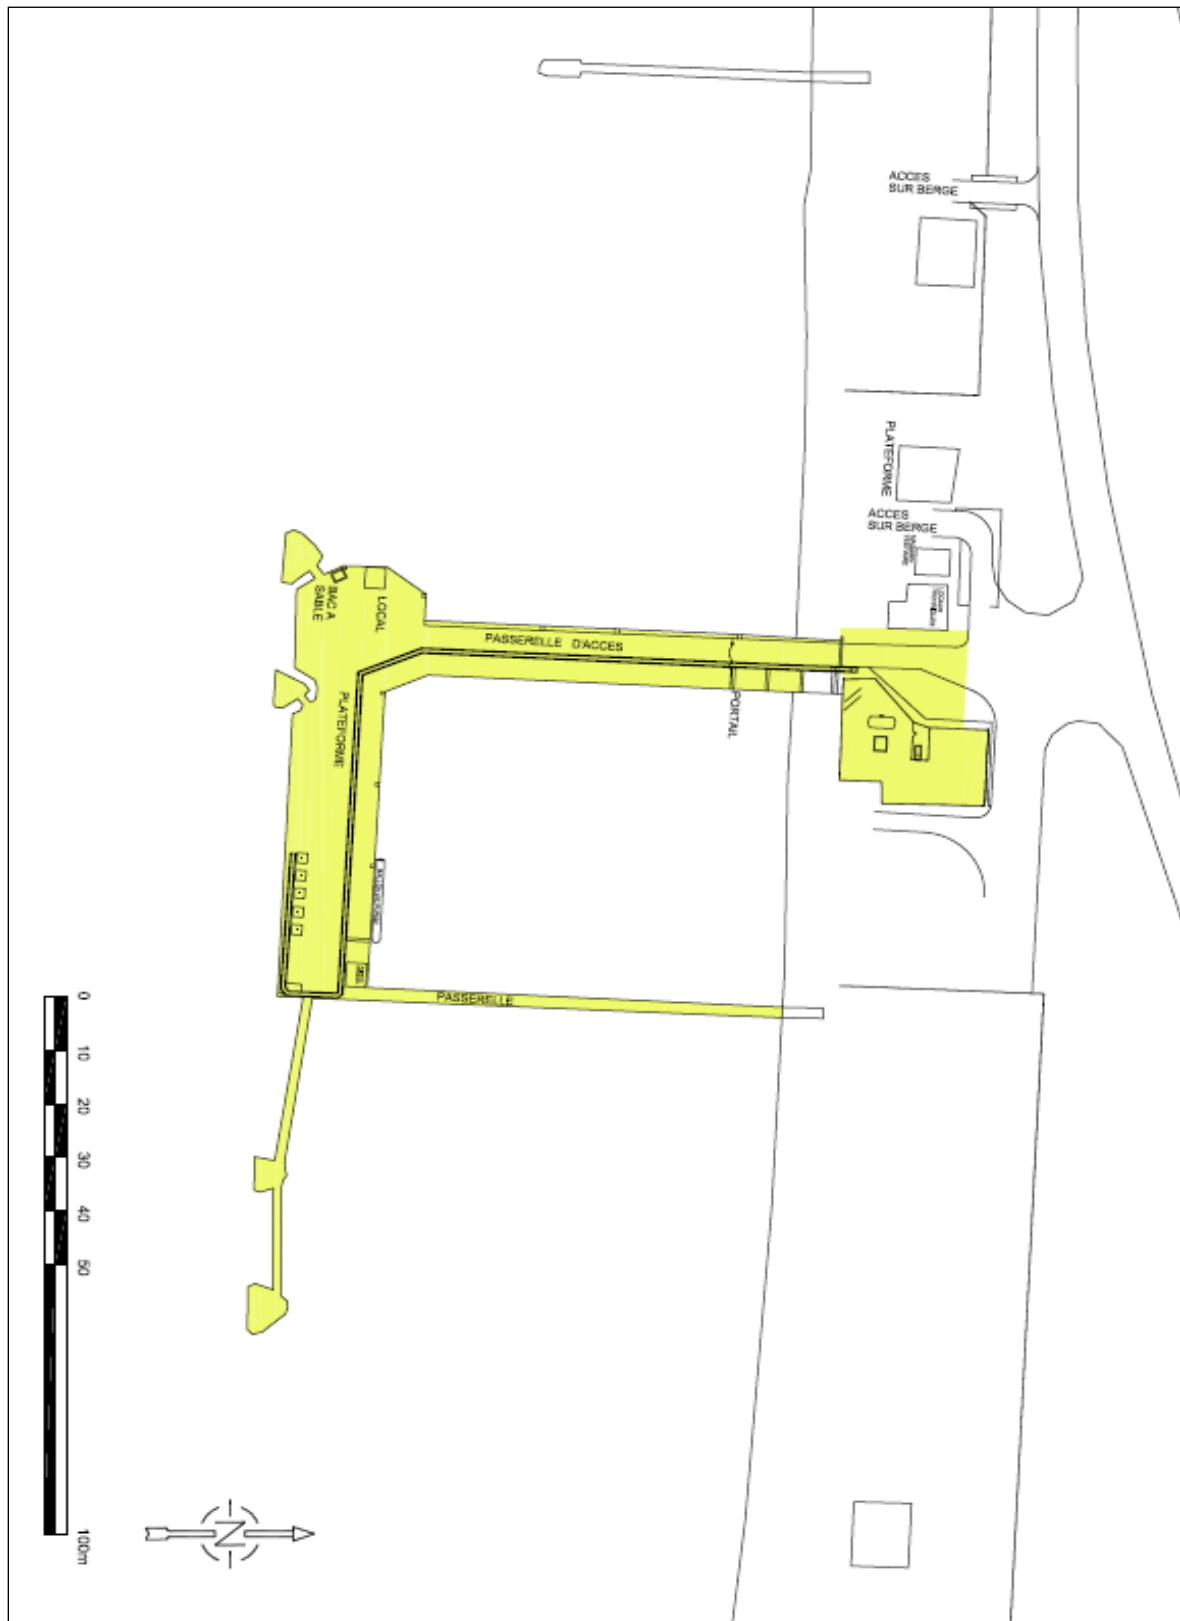 ACCES
SUR BERGE
PLATEFORME
ACCES
SUR BERGE
LOCAL
BAC A
SABLE
PASSERELLE D'ACCES
PORTAIL
PLATEFORME
PASSERELLE
0
10
20
30
40
50
100m
N